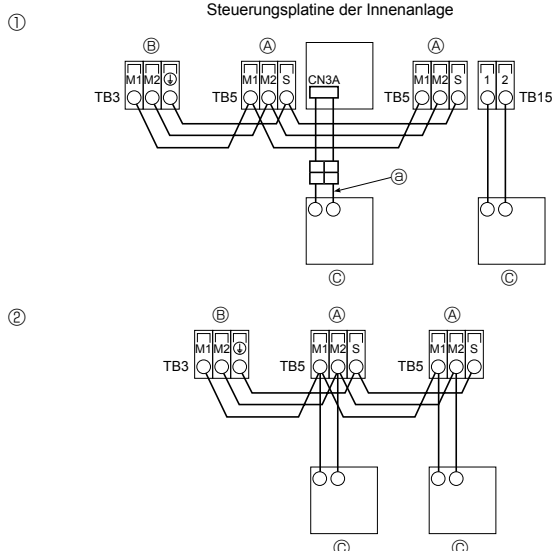 Steuerungsplatine der Innenanlage
①
Ⓑ Ⓐ Ⓐ
M1 M2 ⏚ M1 M2 S CN3A M1 M2 S 1 2
TB3 TB5 TB5 TB15
ⓐ
Ⓒ Ⓒ
②
Ⓑ Ⓐ Ⓐ
M1 M2 ⏚ M1 M2 S M1 M2 S
TB3 TB5 TB5
Ⓒ Ⓒ